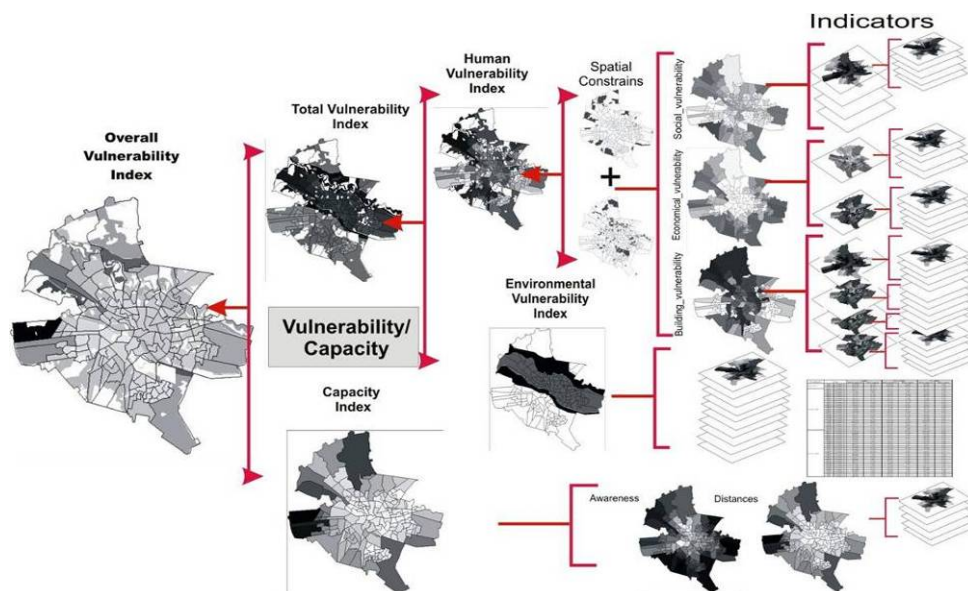 Indicators
Human
Vulnerability
Index
Spatial
Constrains
Total Vulnerability
Index
Overall
Vulnerability
Index
Social_vulnerability
Economical_vulnerability
Building_vulnerability
+
Environmental
Vulnerability
Index
Vulnerability/
Capacity
Capacity
Index
Awareness
Distances